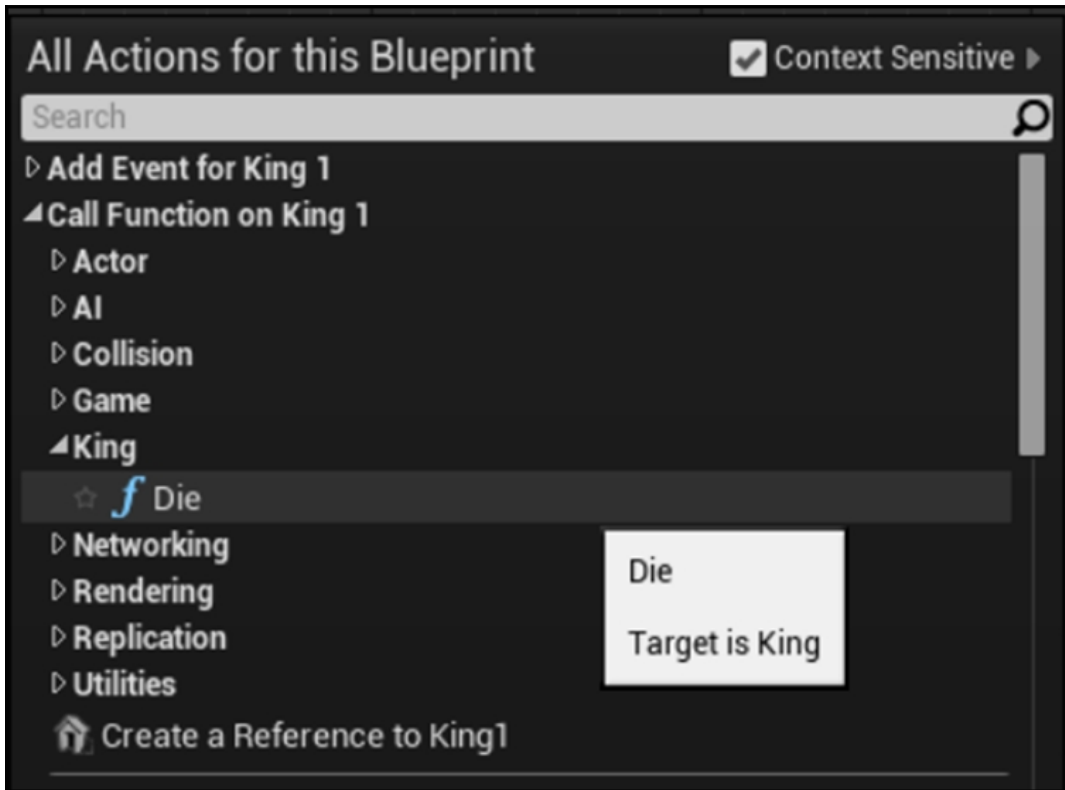 All Actions for this Blueprint Context Sensitive
Search
Add Event for King 1
Call Function on King 1
Actor
AI
Collision
Game
King
f Die
Networking
Rendering
Replication
Utilities
Create a Reference to King1
Die
Target is King